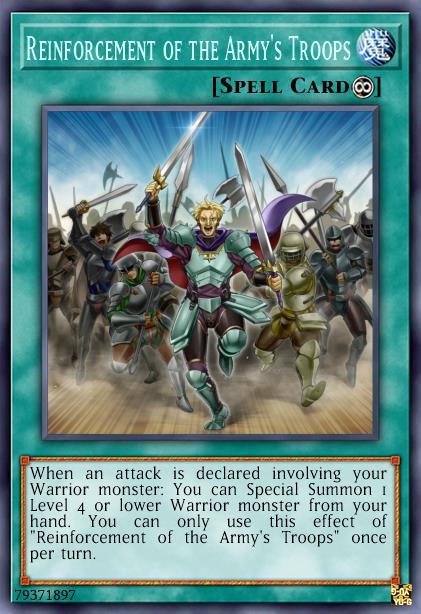 Reinforcement of the Army's Troops
魔
[Spell Card∞]
When an attack is declared involving your
Warrior monster: You can Special Summon 1
Level 4 or lower Warrior monster from your
hand. You can only use this effect of
"Reinforcement of the Army's Troops" once
per turn.
79371897